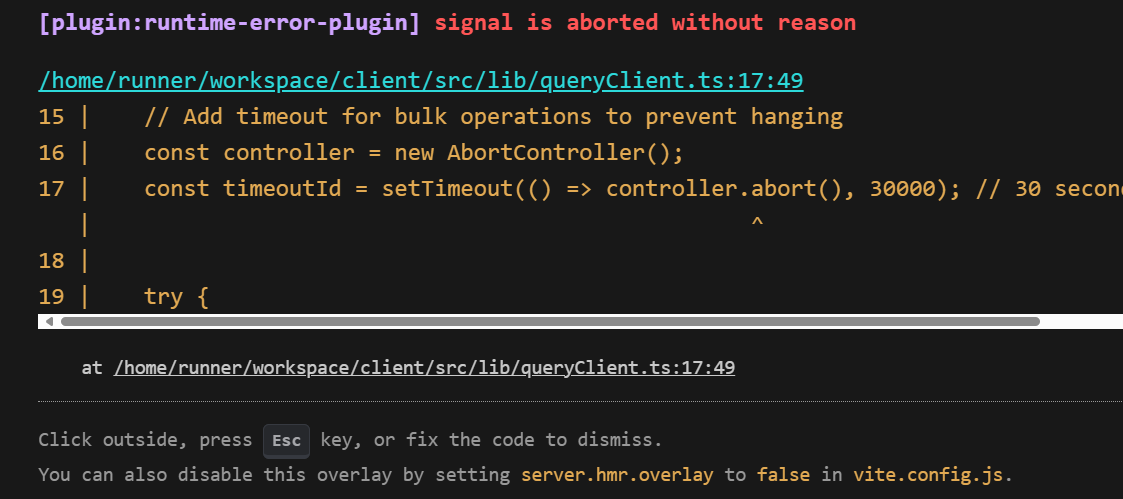 [plugin:runtime-error-plugin] signal is aborted without reason
/home/runner/workspace/client/src/lib/queryClient.ts:17:49
15 |    // Add timeout for bulk operations to prevent hanging
16 |    const controller = new AbortController();
17 |    const timeoutId = setTimeout(() => controller.abort(), 30000); // 30 secon
   |                                                  ^
18 |
19 |    try {
at /home/runner/workspace/client/src/lib/queryClient.ts:17:49
Click outside, press Esc key, or fix the code to dismiss.
You can also disable this overlay by setting server.hmr.overlay to false in vite.config.js.